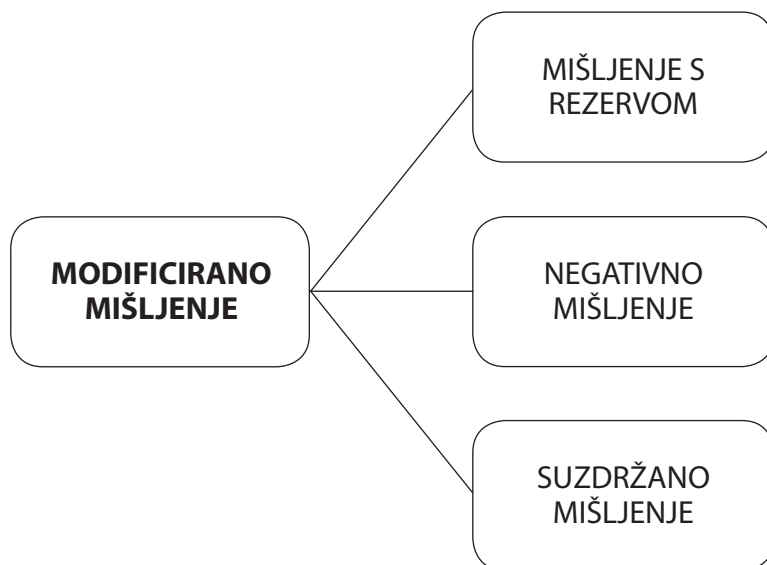 MIŠLJENJE S
REZERVOM
MODIFICIRANO
MIŠLJENJE
NEGATIVNO
MIŠLJENJE
SUZDRŽANO
MIŠLJENJE